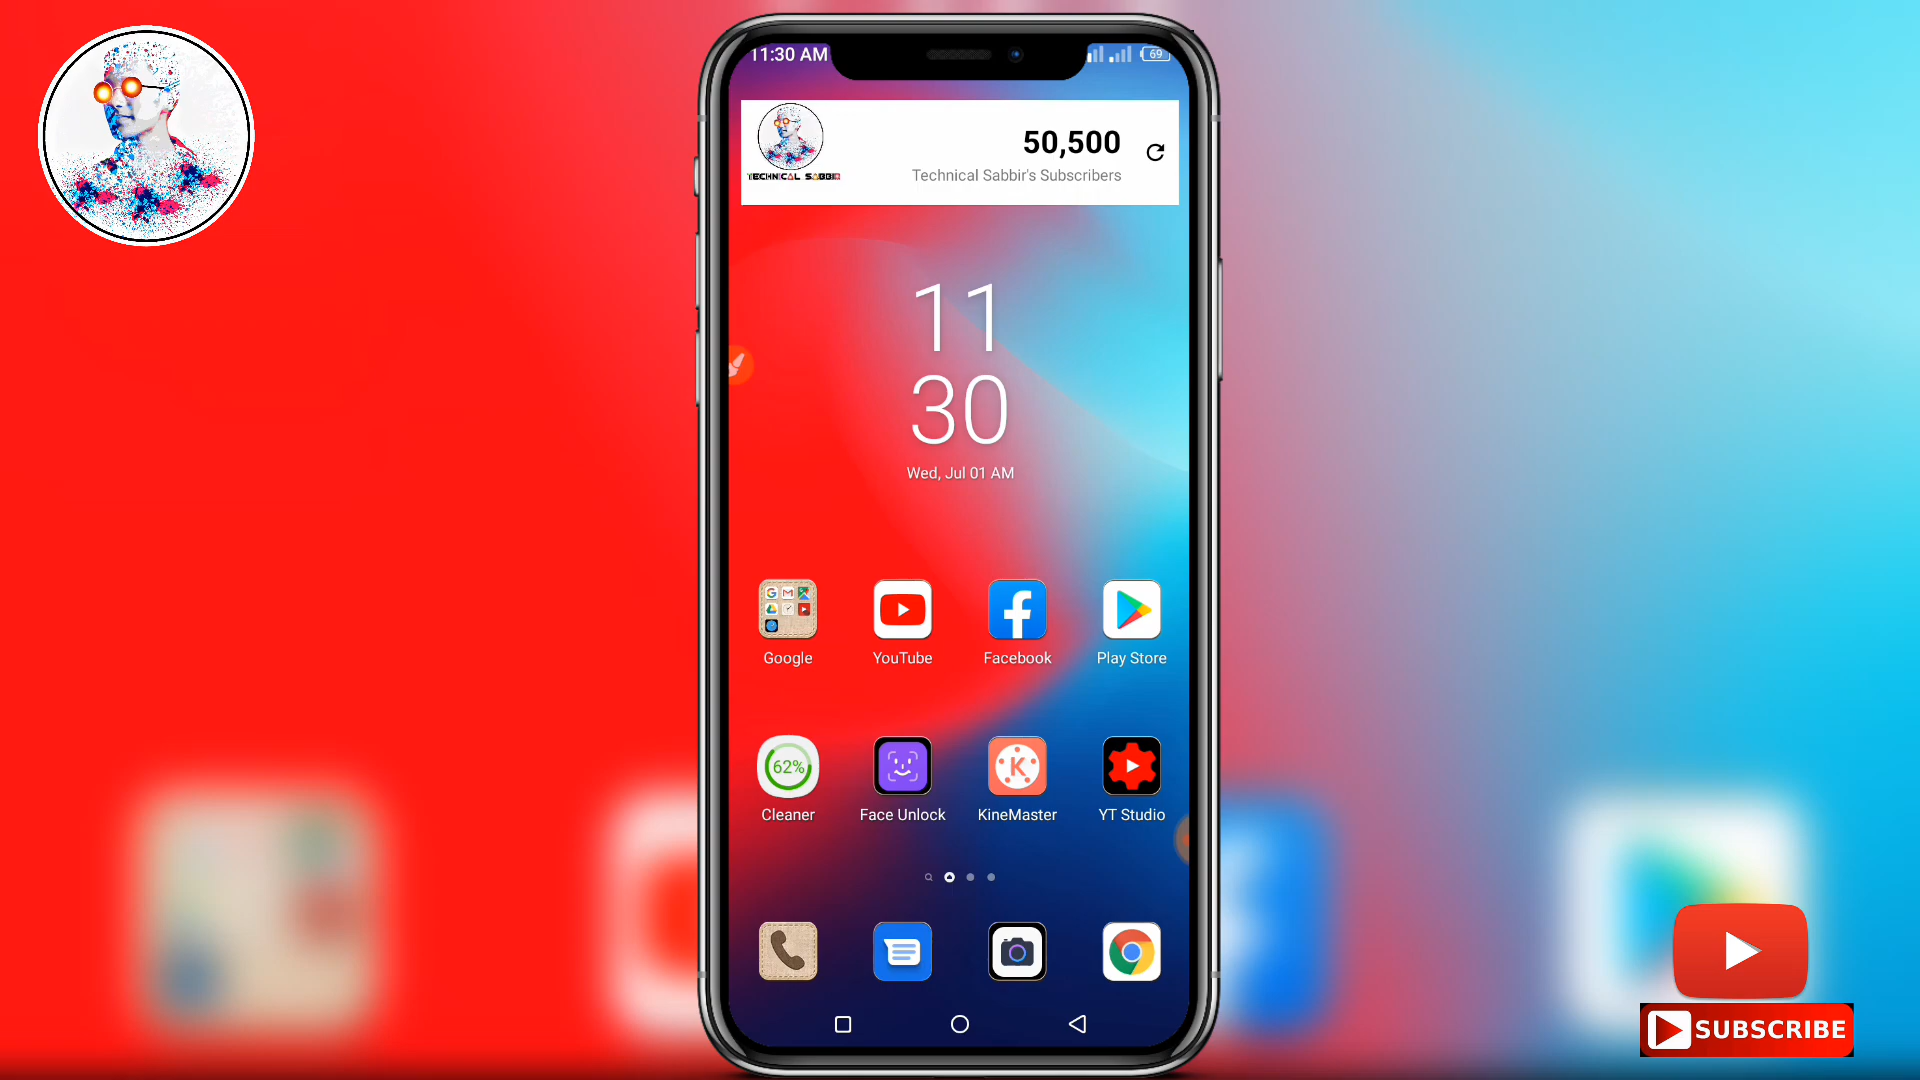 11:30 AM
69
50,500
Technical Sabbir's Subscribers
TECHNICAL SABBIR
11
30
Wed, Jul 01 AM
Google
YouTube
Facebook
Play Store
62%
Cleaner
Face Unlock
KineMaster
YT Studio
SUBSCRIBE